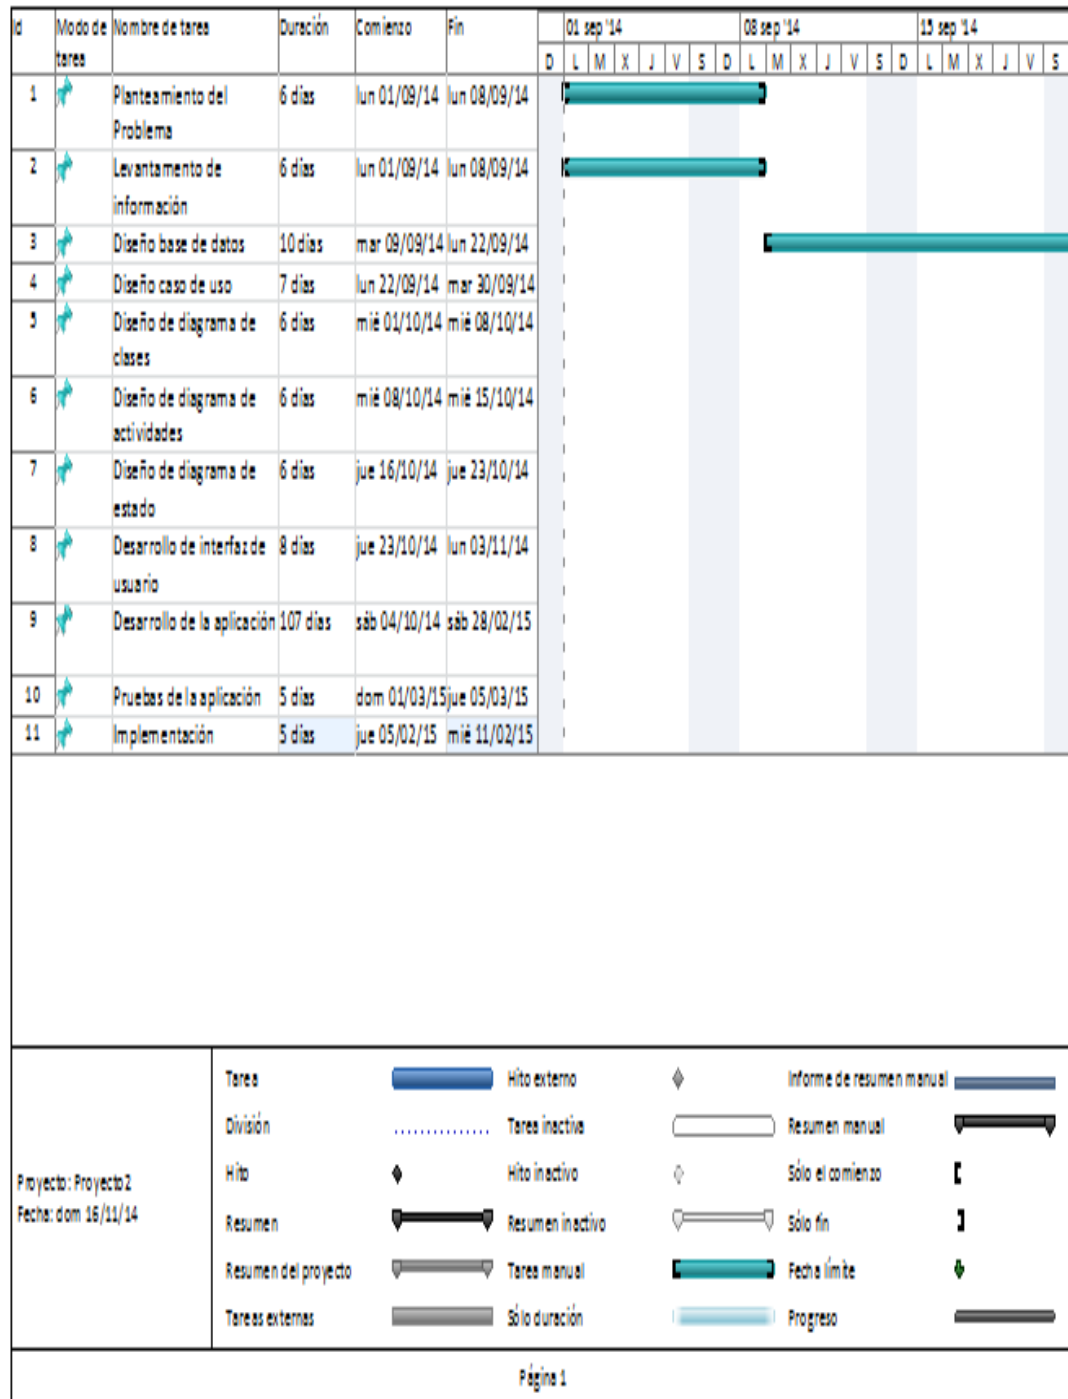 Id Modo de tarea Nombre de tarea Duración Comienzo Fin
01 sep '14 08 sep '14 15 sep '14
D L M X J V S D L M X J V S D L M X J V S
1 Planteamiento del Problema 6 días lun 01/09/14 lun 08/09/14
2 Levantamento de información 6 días lun 01/09/14 lun 08/09/14
3 Diseño base de datos 10 días mar 09/09/14 lun 22/09/14
4 Diseño caso de uso 7 días lun 22/09/14 mar 30/09/14
5 Diseño de diagrama de clases 6 días mié 01/10/14 mié 08/10/14
6 Diseño de diagrama de actividades 6 días mié 08/10/14 mié 15/10/14
7 Diseño de diagrama de estado 6 días jue 16/10/14 jue 23/10/14
8 Desarrollo de interfaz de usuario 8 días jue 23/10/14 lun 03/11/14
9 Desarrollo de la aplicación 107 días sáb 04/10/14 sáb 28/02/15
10 Pruebas de la aplicación 5 días dom 01/03/15 jue 05/03/15
11 Implementación 5 días jue 05/02/15 mié 11/02/15
Proyecto: Proyecto2
Fecha: dom 16/11/14
Tarea Hito externo Informe de resumen manual
División Tarea inactiva Resumen manual
Hito Hito inactivo Sólo el comienzo
Resumen Resumen inactivo Sólo fin
Resumen del proyecto Tarea manual Fecha límite
Tareas externas Sólo duración Progreso
Página 1